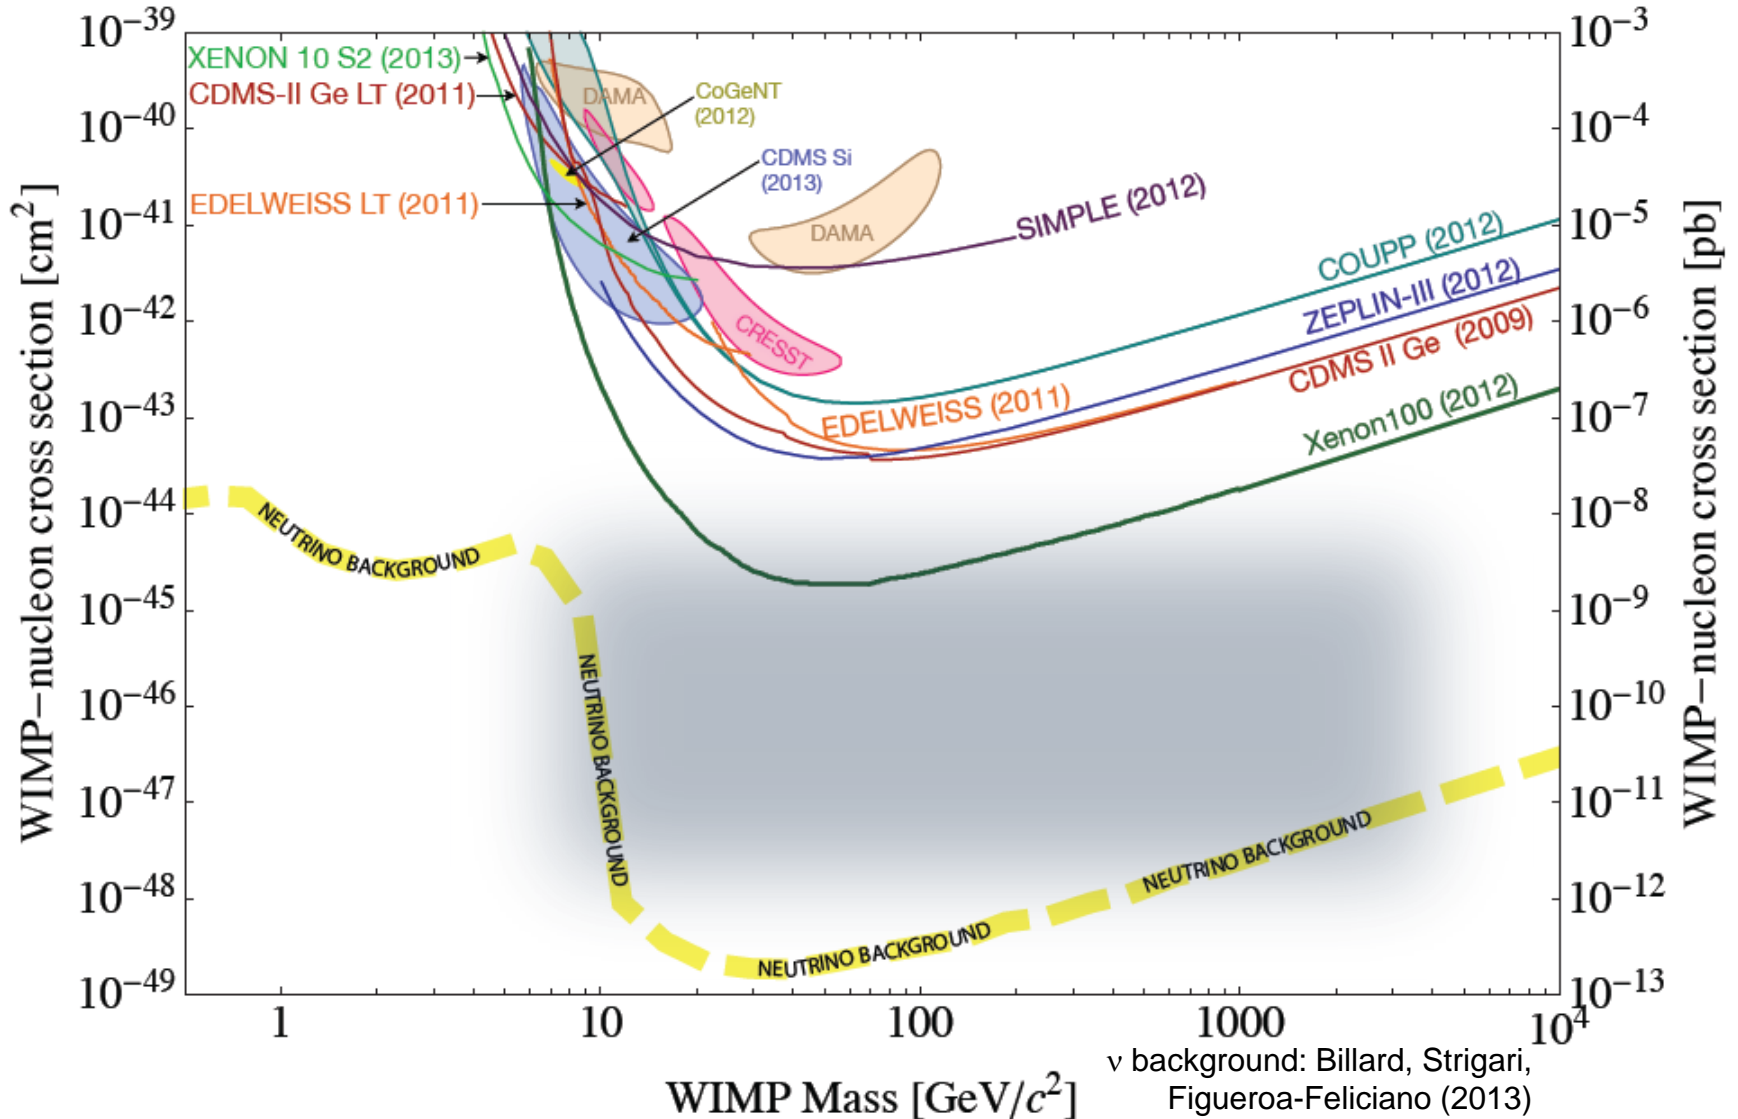 10−39
10−40
10−41
10−42
10−43
10−44
10−45
10−46
10−47
10−48
10−49
WIMP−nucleon cross section [cm2]
10−3
10−4
10−5
10−6
10−7
10−8
10−9
10−10
10−11
10−12
10−13
WIMP−nucleon cross section [pb]
XENON 10 S2 (2013)
CDMS-II Ge LT (2011)
EDELWEISS LT (2011)
DAMA
CoGeNT
(2012)
CDMS Si
(2013)
DAMA
SIMPLE (2012)
COUPP (2012)
ZEPLIN-III (2012)
CDMS II Ge (2009)
Xenon100 (2012)
CRESST
EDELWEISS (2011)
NEUTRINO BACKGROUND
NEUTRINO BACKGROUND
NEUTRINO BACKGROUND
NEUTRINO BACKGROUND
1
10
100
1000
104
WIMP Mass [GeV/c2]
ν background: Billard, Strigari,
Figueroa-Feliciano (2013)